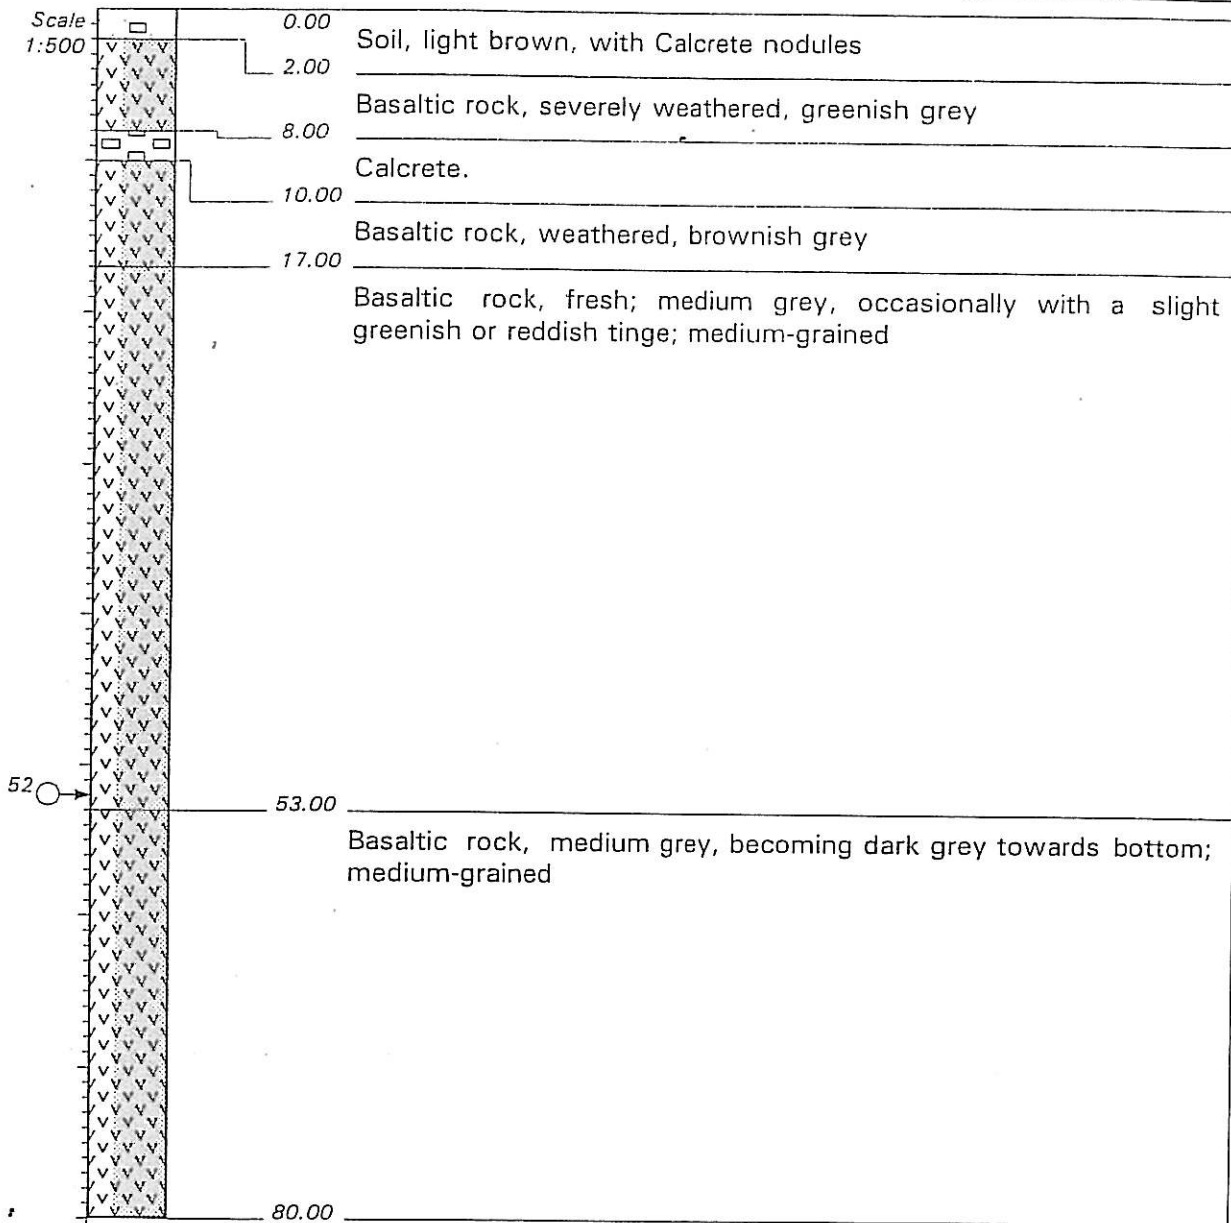 Scale
1:500
0.00
Soil, light brown, with Calcrete nodules
2.00
Basaltic rock, severely weathered, greenish grey
8.00
Calcrete.
10.00
Basaltic rock, weathered, brownish grey
17.00
Basaltic rock, fresh; medium grey, occasionally with a slight
greenish or reddish tinge; medium-grained
52
53.00
Basaltic rock, medium grey, becoming dark grey towards bottom;
medium-grained
80.00